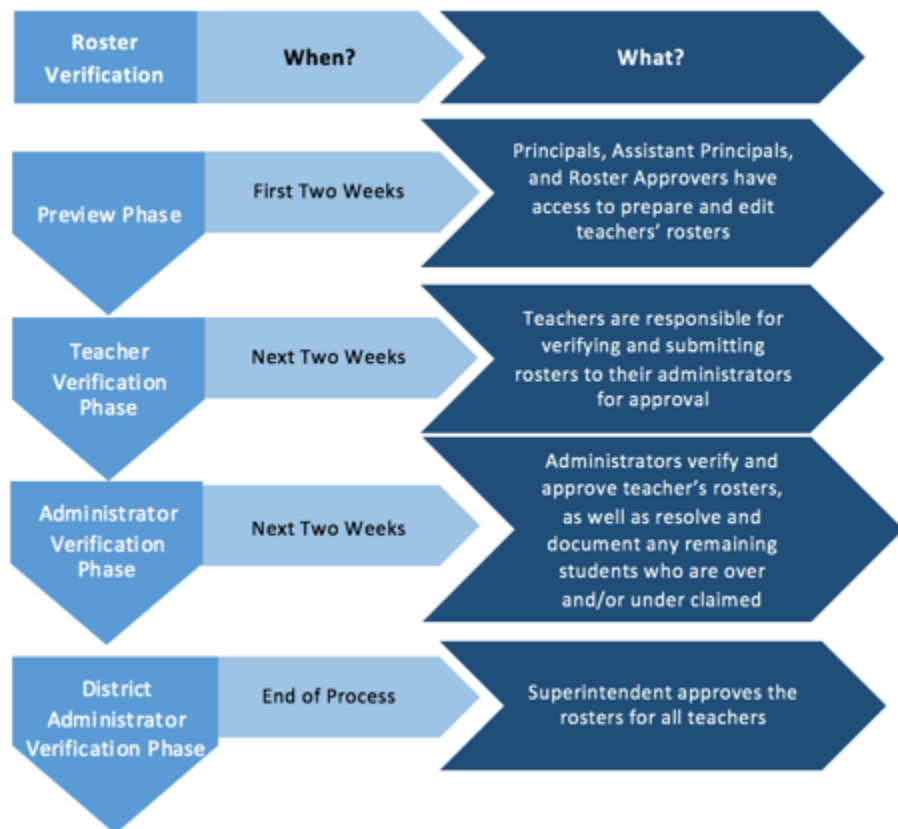 Roster
Verification
When?
What?
Preview Phase
First Two Weeks
Principals, Assistant Principals,
and Roster Approvers have
access to prepare and edit
teachers' rosters
Teacher
Verification
Phase
Next Two Weeks
Teachers are responsible for
verifying and submitting
rosters to their administrators
for approval
Administrator
Verification
Phase
Next Two Weeks
Administrators verify and
approve teacher's rosters,
as well as resolve and
document any remaining
students who are over
and/or under claimed
District
Administrator
Verification Phase
End of Process
Superintendent approves the
rosters for all teachers